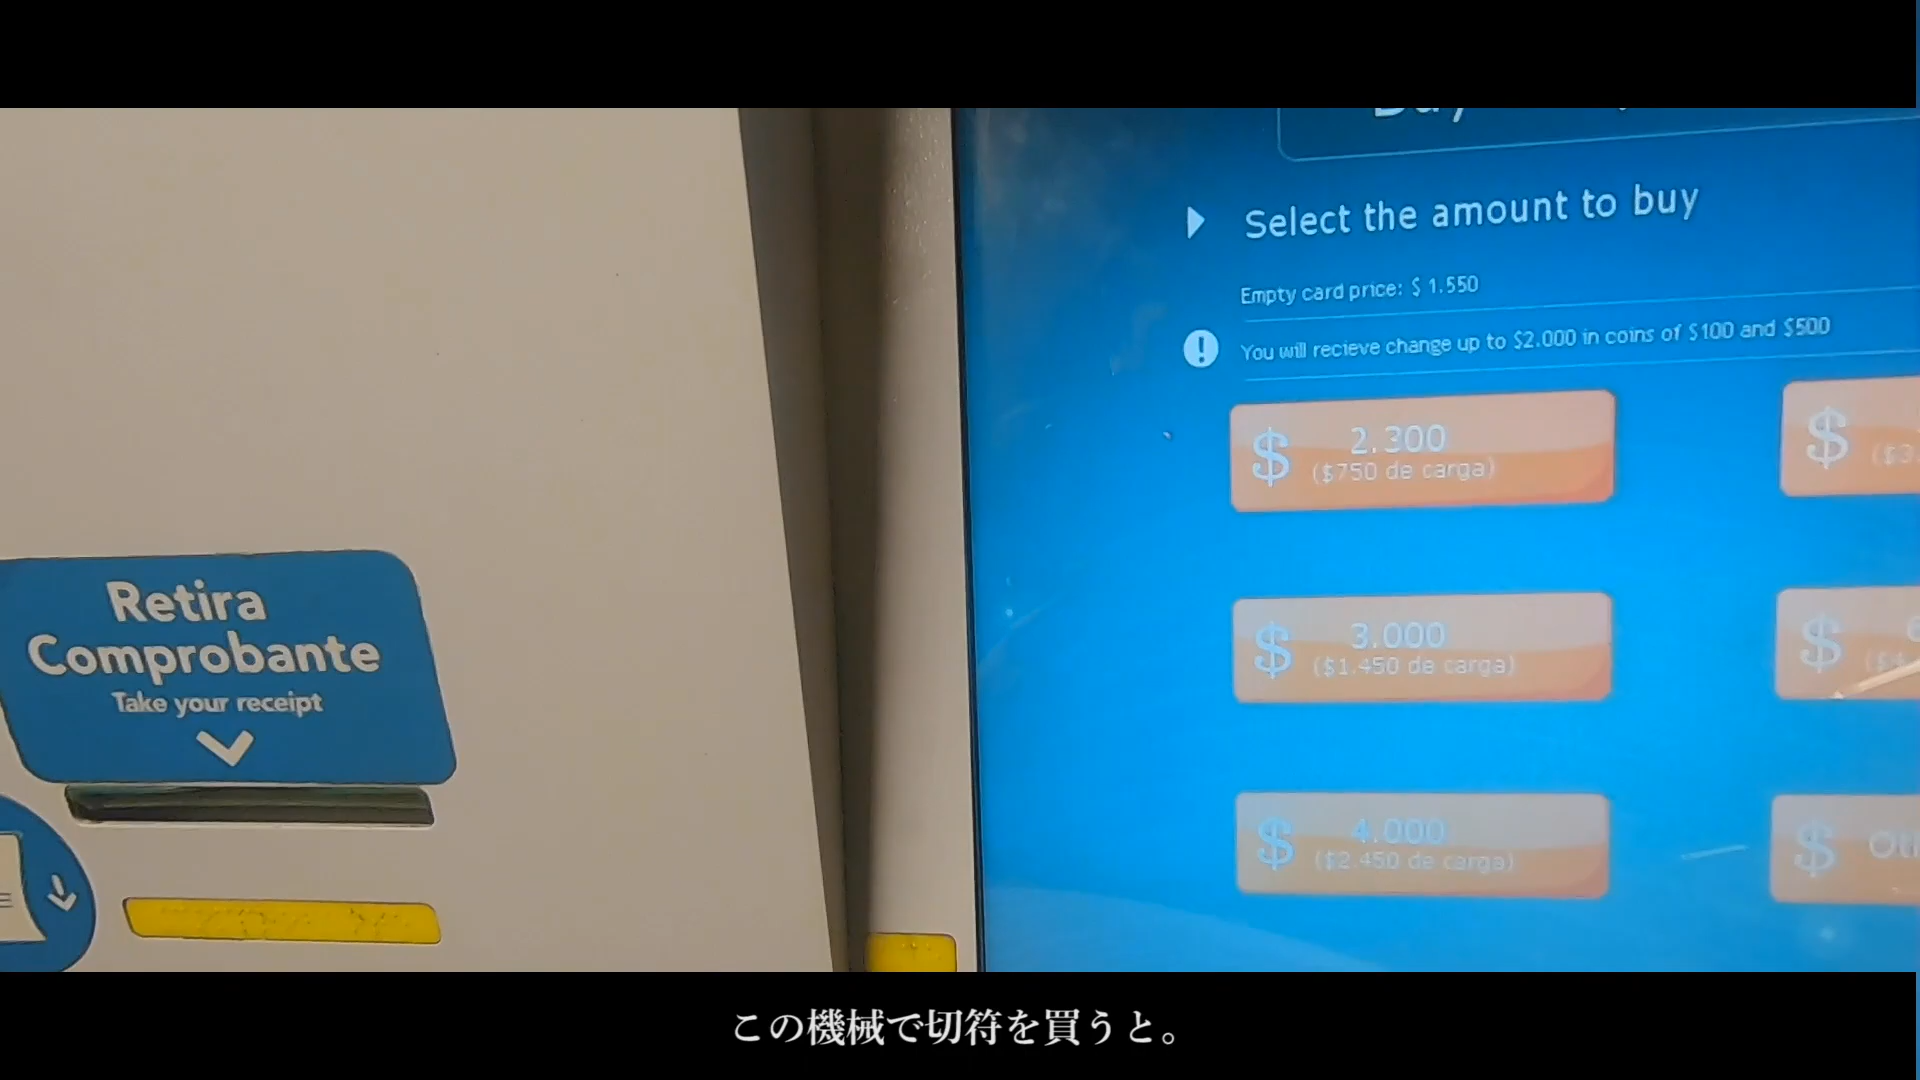 Select the amount to buy
Empty card price: $ 1.550
You will recieve change up to $2.000 in coins of $100 and $500
$ 2.300
($750 de carga)
$
$ 3.000
($1.450 de carga)
$
$ 4.000
($2.450 de carga)
$
Retira
Comprobante
Take your receipt
この機械で切符を買うと。